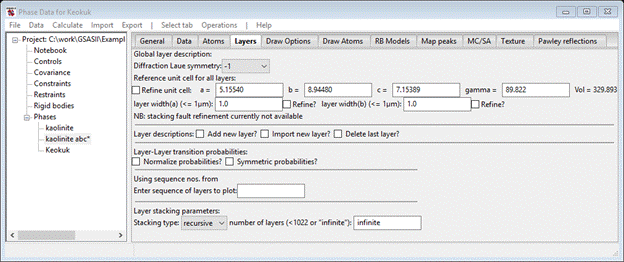 Phase Data for Keokuk
File Data Calculate Import Export | Select tab Operations | Help
Project: C:\work\GSASII\Exampl
Notebook
Controls
Covariance
Constraints
Restraints
Rigid bodies
Phases
kaolinite
kaolinite abc*
Keokuk
General Data Atoms Layers Draw Options Draw Atoms RB Models Map peaks MC/SA Texture Pawley reflections
Global layer description:
Diffraction Laue symmetry: -1
Reference unit cell for all layers:
Refine unit cell: a = 5.15540 b = 8.94480 c = 7.15389 gamma = 89.822 Vol = 329.893
layer width(a) (<= 1μm): 1.0 Refine? layer width(b) (<= 1μm): 1.0 Refine?
NB: stacking fault refinement currently not available
Layer descriptions: Add new layer? Import new layer? Delete last layer?
Layer-Layer transition probabilities:
Normalize probabilities? Symmetric probabilities?
Using sequence nos. from
Enter sequence of layers to plot:
Layer stacking parameters:
Stacking type: recursive number of layers (<1022 or "infinite"): infinite